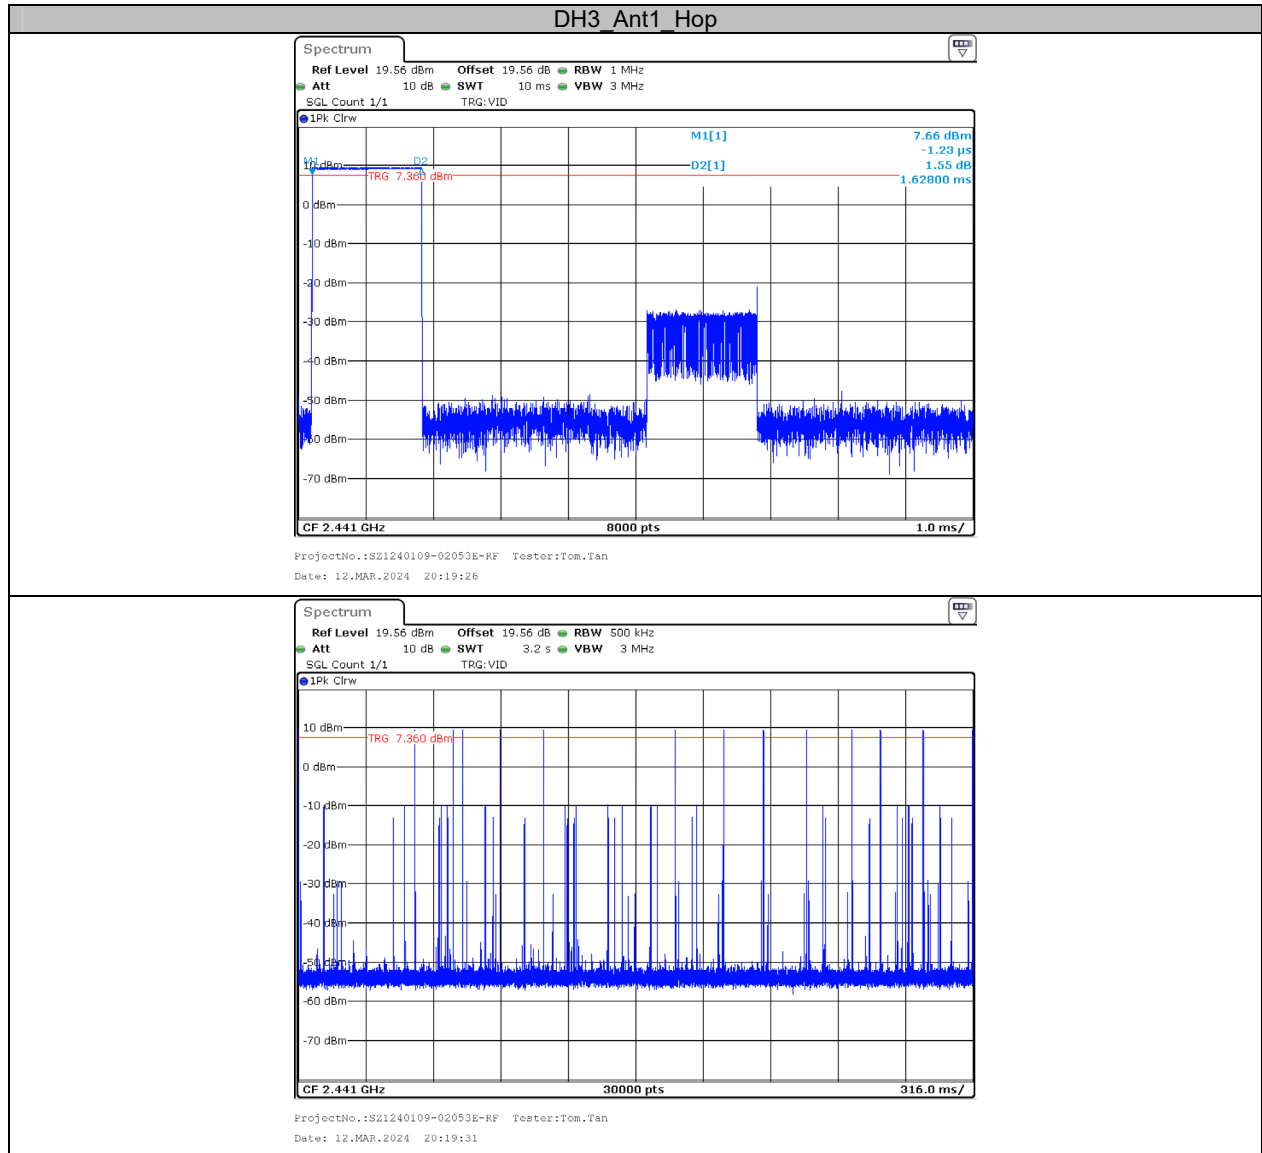 DH3_Ant1_Hop
Spectrum
Ref Level 19.56 dBm Offset 19.56 dB RBW 1 MHz
Att 10 dB SWT 10 ms VBW 3 MHz
SGL Count 1/1 TRG:VID
1Pk Clrw
M1[1] 7.66 dBm
-1.23 µs
D2[1] 1.55 dB
1.62800 ms
M1
D2
10 dBm
TRG 7.360 dBm
0 dBm
-10 dBm
-20 dBm
-30 dBm
-40 dBm
-50 dBm
-60 dBm
-70 dBm
CF 2.441 GHz 8000 pts 1.0 ms/
ProjectNo.:SZ1240109-02053E-RF Tester:Tom.Tan
Date: 12.MAR.2024 20:19:26
Spectrum
Ref Level 19.56 dBm Offset 19.56 dB RBW 500 kHz
Att 10 dB SWT 3.2 s VBW 3 MHz
SGL Count 1/1 TRG:VID
1Pk Clrw
10 dBm
TRG 7.360 dBm
0 dBm
-10 dBm
-20 dBm
-30 dBm
-40 dBm
-50 dBm
-60 dBm
-70 dBm
CF 2.441 GHz 30000 pts 316.0 ms/
ProjectNo.:SZ1240109-02053E-RF Tester:Tom.Tan
Date: 12.MAR.2024 20:19:31